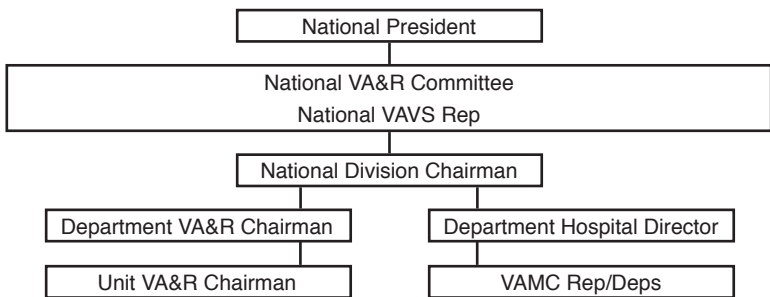 National President
National VA&R Committee
National VAVS Rep
National Division Chairman
Department VA&R Chairman
Department Hospital Director
Unit VA&R Chairman
VAMC Rep/Deps